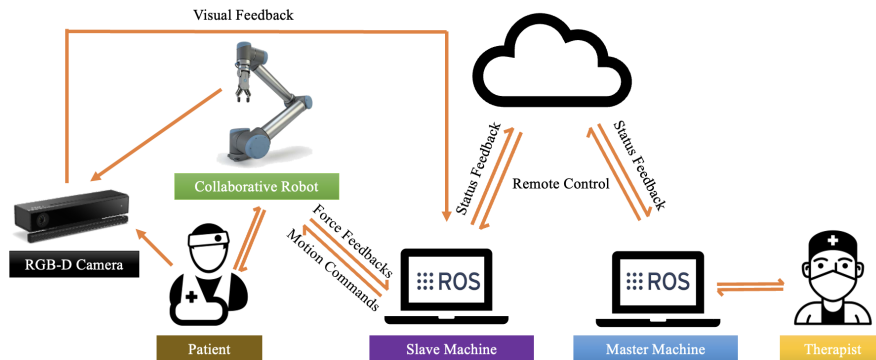 Visual Feedback
Collaborative Robot
RGB-D Camera
Patient
Force Feedbacks
Motion Commands
Status Feedback
Remote Control
Status Feedback
ROS
ROS
Slave Machine
Master Machine
Therapist